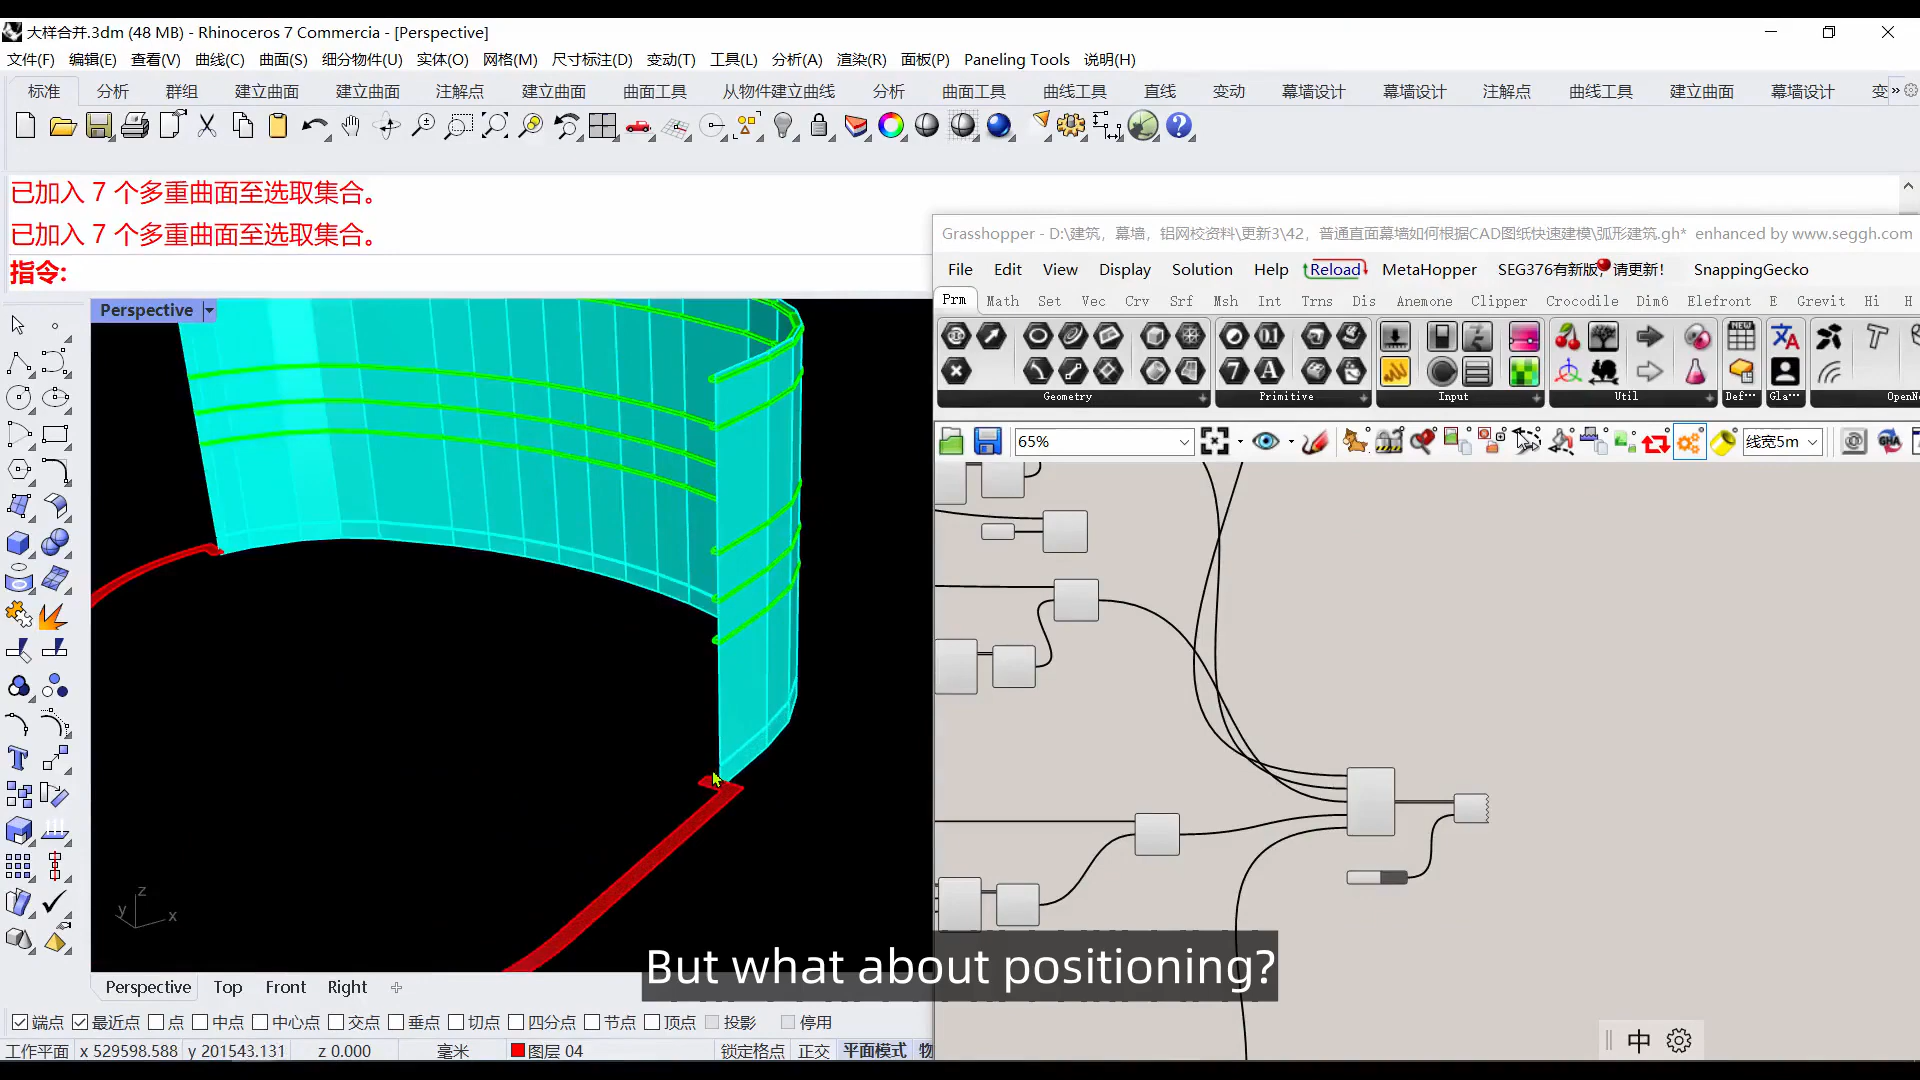 大样合并.3dm (48 MB) - Rhinoceros 7 Commercia - [Perspective]
文件(F) 编辑(E) 查看(V) 曲线(C) 曲面(S) 细分物件(U) 实体(O) 网格(M) 尺寸标注(D) 变动(T) 工具(L) 分析(A) 渲染(R) 面板(P) Paneling Tools 说明(H)
标准 分析 群组 建立曲面 建立曲面 注解点 建立曲面 曲面工具 从物件建立曲线 分析 曲面工具 曲线工具 直线 变动 幕墙设计 幕墙设计 注解点 曲线工具 建立曲面 幕墙设计 变
已加入 7 个多重曲面至选取集合。
已加入 7 个多重曲面至选取集合。
指令:
Grasshopper - D:\建筑，幕墙，铝网校资料\更新3\42，普通直面幕墙如何根据CAD图纸快速建模\弧形建筑.gh* enhanced by www.seggh.com
File Edit View Display Solution Help Reload MetaHopper SEG376有新版，请更新! SnappingGecko
Prm Math Set Vec Crv Srf Msh Int Trns Dis Anemone Clipper Crocodile Dim6 Elefront E Grevit Hi H
Geometry Primitive Input Util Def… Gla…
65%
线宽5m
Perspective
z
y
x
But what about positioning?
Perspective Top Front Right
端点 最近点 点 中点 中心点 交点 垂点 切点 四分点 节点 顶点 投影 停用
工作平面 x 529598.588 y 201543.131 z 0.000 毫米 图层 04 锁定格点 正交 平面模式
中